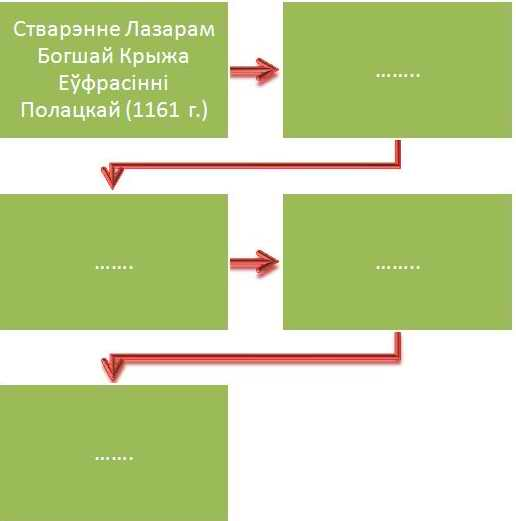 Стварэнне Лазарам
Богшай Крыжа
Еўфрасінні
Полацкай (1161 г.)
........
.......
........
.......